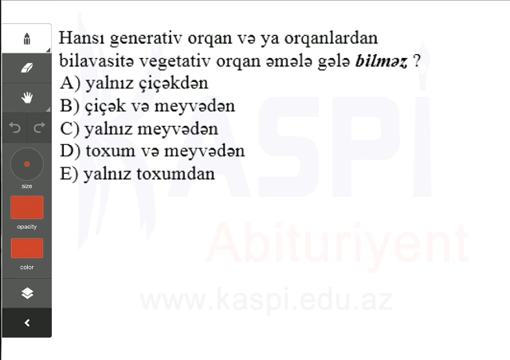 Hansı generativ orqan və ya orqanlardan
bilavasitə vegetativ orqan əmələ gələ bilməz ?
A) yalnız çiçəkdən
B) çiçək və meyvədən
C) yalnız meyvədən
D) toxum və meyvədən
E) yalnız toxumdan
KASPİ
Abituriyent
www.kaspi.edu.az
size
opacity
color